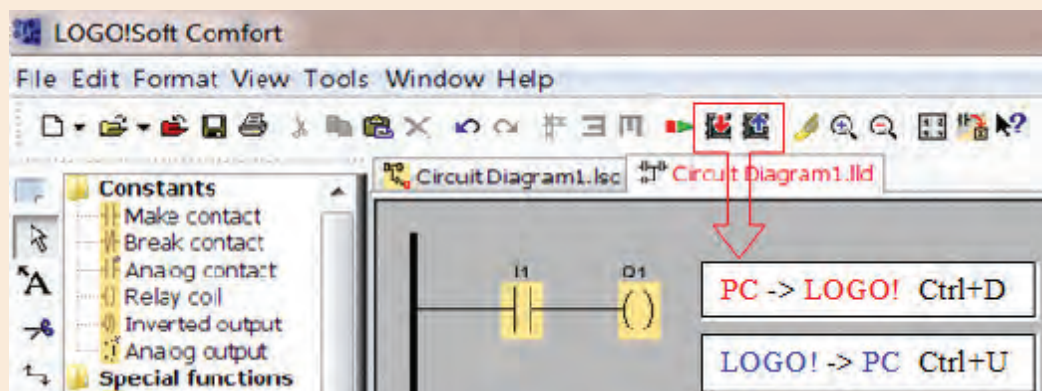 LOGO!Soft Comfort
File Edit Format View Tools Window Help
Circuit Diagram1.lsc
Circuit Diagram1.lld
Constants
Make contact
Break contact
Analog contact
Relay coil
Inverted output
Analog output
Special functions
I1
Q1
PC -> LOGO! Ctrl+D
LOGO! -> PC Ctrl+U